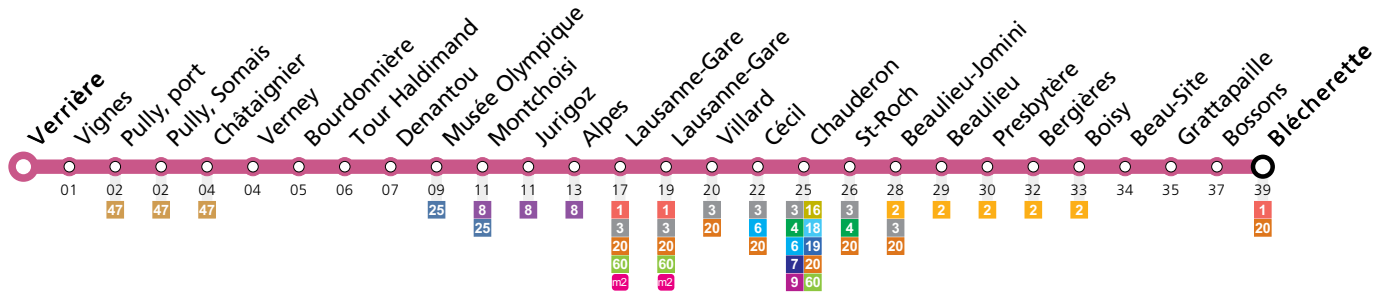 Verrière
Vignes
Pully, port
Pully, Somais
Châtaignier
Verney
Bourdonnière
Tour Haldimand
Denantou
Musée Olympique
Montchoisi
Jurigoz
Alpes
Lausanne-Gare
Lausanne-Gare
Villard
Cécil
Chauderon
St-Roch
Beaulieu-Jomini
Beaulieu
Presbytère
Bergières
Boisy
Beau-Site
Grattapaille
Bossons
Blécherette
01 02 02 04 04 05 06 07 09 11 11 13 17 19 20 22 25 26 28 29 30 32 33 34 35 37 39
47 47 47 25 8 8 8 1 1 3 3 3 16 3 2 2 2 2 2 1
25 3 3 20 6 4 18 4 3 20
20 20 20 6 19 20 20
60 60 7 20
m2 m2 9 60